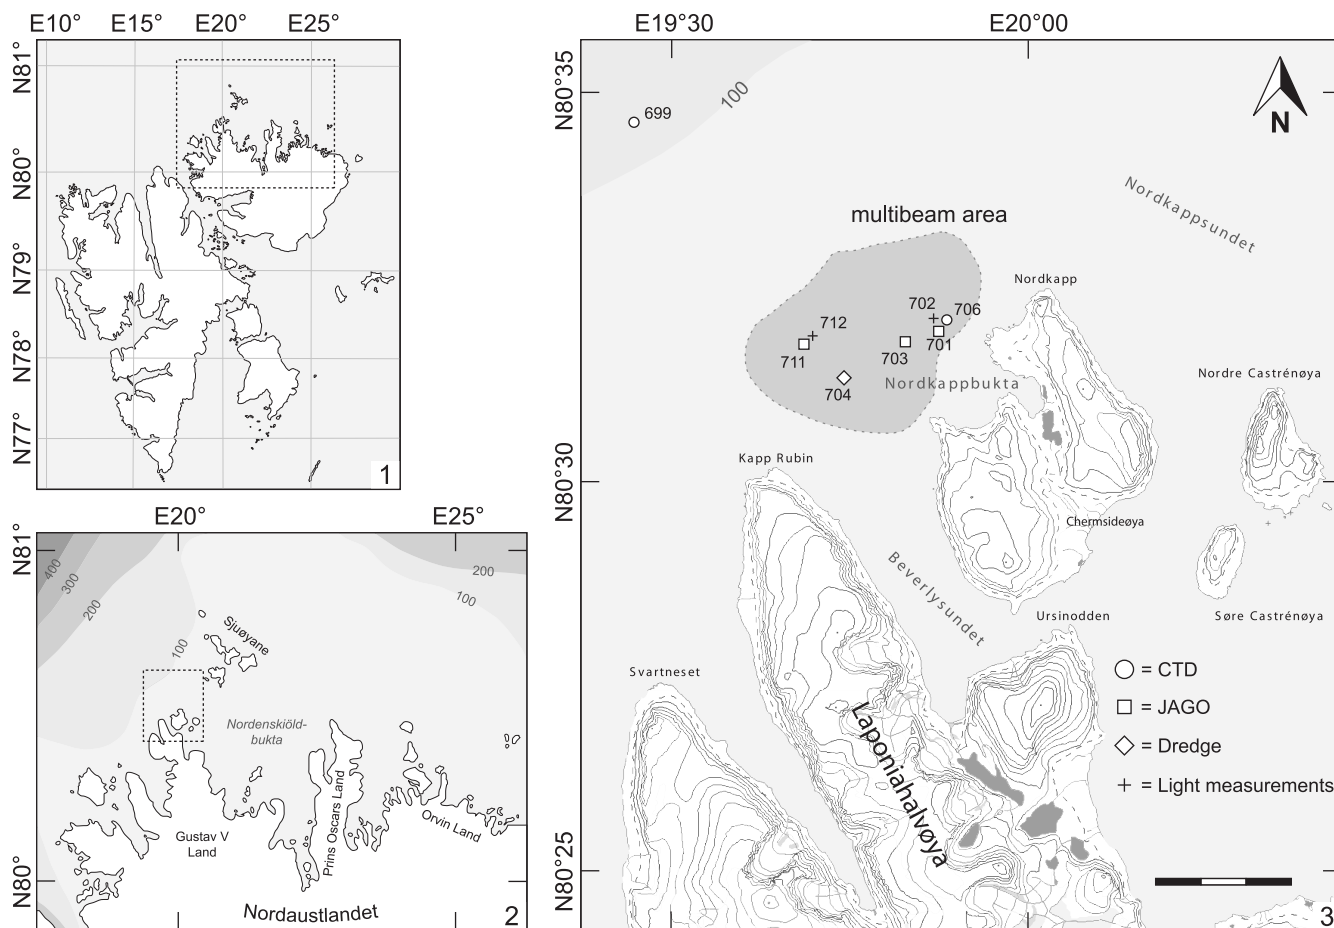 E10°
E15°
E20°
E25°
N81°
N80°
N79°
N78°
N77°
1
E20°
E25°
N81°
N80°
400
300
200
100
200
100
Sjuøyane
Nordenskiöld-
bukta
Gustav V
Land
Prins Oscars Land
Orvin Land
Nordaustlandet
2
E19°30
E20°00
N80°35
N80°30
N80°25
699
100
N
Nordkappsundet
multibeam area
Nordkapp
702
706
712
701
703
711
704
Nordkappbukta
Nordre Castrénøya
Kapp Rubin
Chermsideøya
Beverlysundet
Ursinodden
Søre Castrénøya
Svartneset
Laponiahalvøya
= CTD
= JAGO
= Dredge
= Light measurements
3